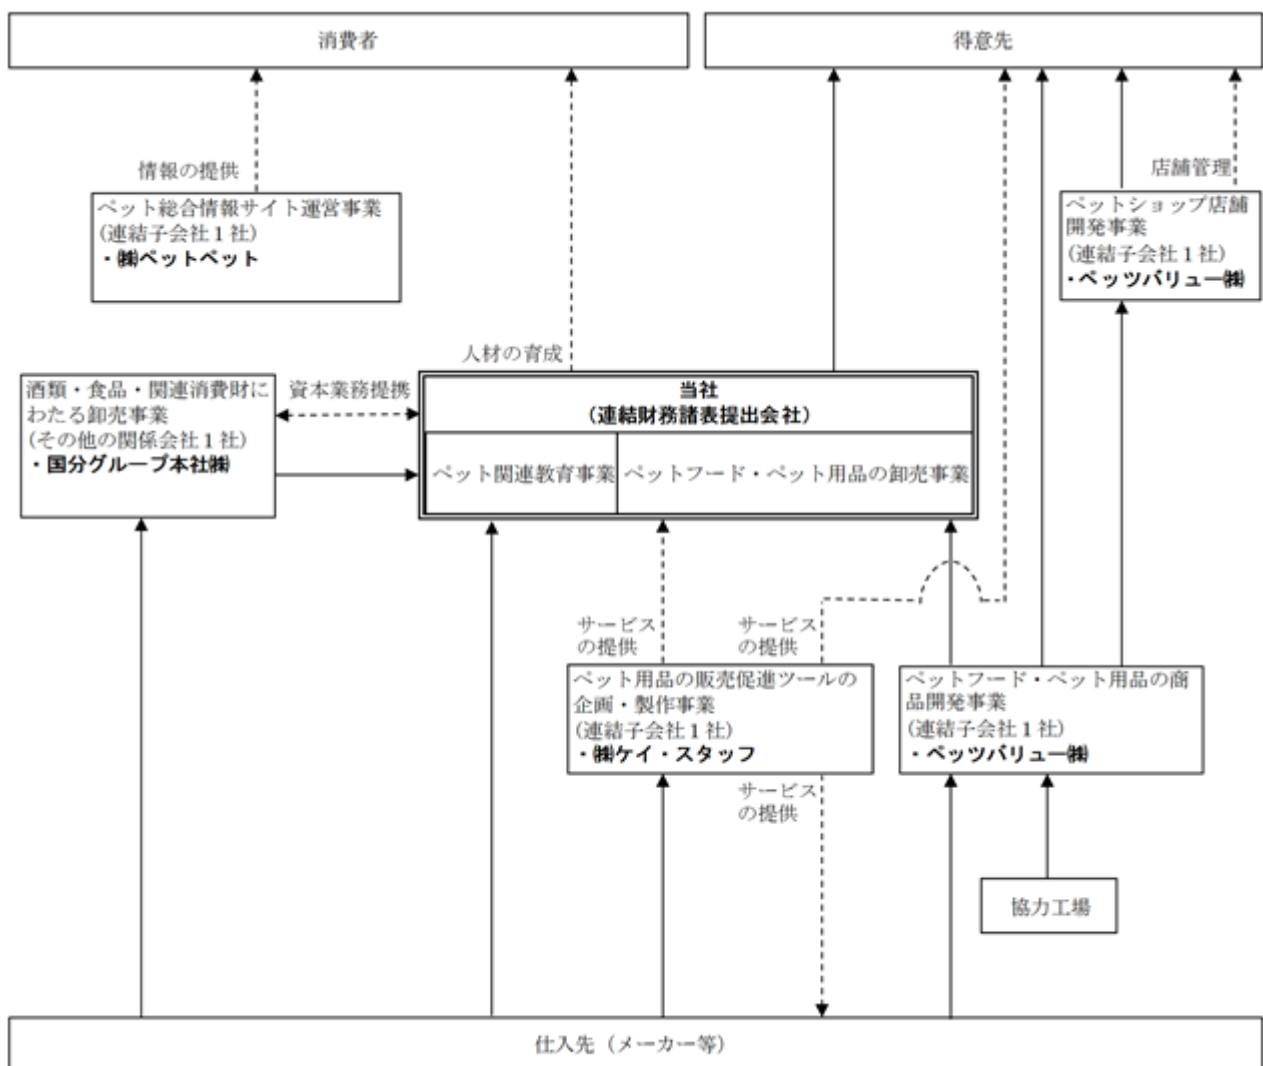 消費者
得意先
情報の提供
店舗管理
ペット総合情報サイト運営事業
(連結子会社１社)
・㈱ペットペット
ペットショップ店舗
開発事業
(連結子会社１社)
・ペッツバリュー㈱
人材の育成
酒類・食品・関連消費財に
わたる卸売事業
(その他の関係会社１社)
・国分グループ本社㈱
資本業務提携
当社
（連結財務諸表提出会社）
ペット関連教育事業
ペットフード・ペット用品の卸売事業
サービス
の提供
サービス
の提供
ペット用品の販売促進ツールの
企画・製作事業
(連結子会社１社)
・㈱ケイ・スタッフ
ペットフード・ペット用品の商
品開発事業
(連結子会社１社)
・ペッツバリュー㈱
サービス
の提供
協力工場
仕入先（メーカー等）